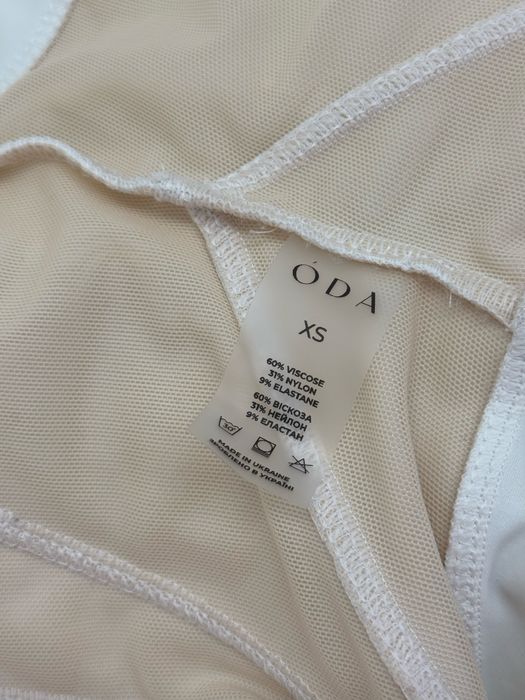 ÓDA
XS
60% VISCOSE
31% NYLON
9% ELASTANE
60% ВІСКОЗА
31% НЕЙЛОН
9% ЕЛАСТАН
30°
MADE IN UKRAINE
ЗРОБЛЕНО В УКРАЇНІ